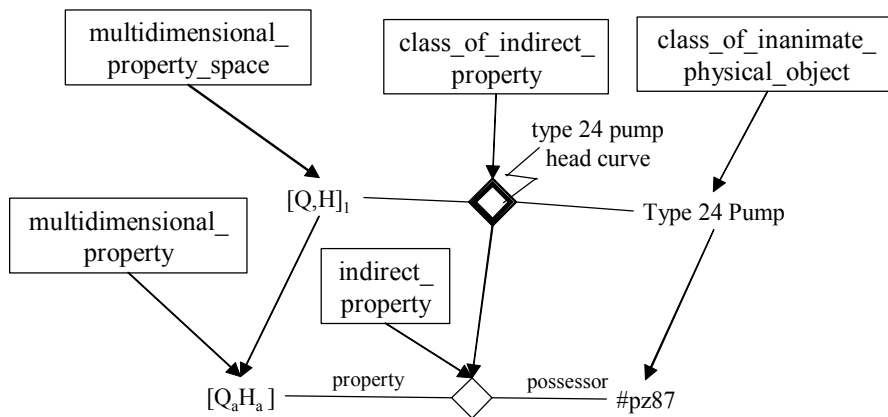 multidimensional_
property_space
class_of_indirect_
property
class_of_inanimate_
physical_object
type 24 pump
head curve
[Q,H]₁
Type 24 Pump
multidimensional_
property
indirect_
property
[QₐHₐ]
property
possessor
#pz87